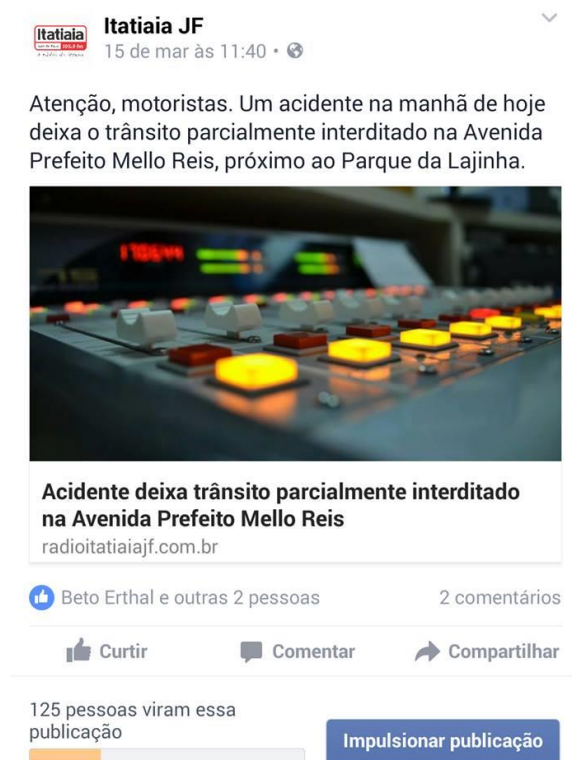 Itatiaia
Itatiaia JF
15 de mar às 11:40 •
Atenção, motoristas. Um acidente na manhã de hoje
deixa o trânsito parcialmente interditado na Avenida
Prefeito Mello Reis, próximo ao Parque da Lajinha.
Acidente deixa trânsito parcialmente interditado
na Avenida Prefeito Mello Reis
radioitatiaiajf.com.br
Beto Erthal e outras 2 pessoas 2 comentários
Curtir Comentar Compartilhar
125 pessoas viram essa
publicação
Impulsionar publicação